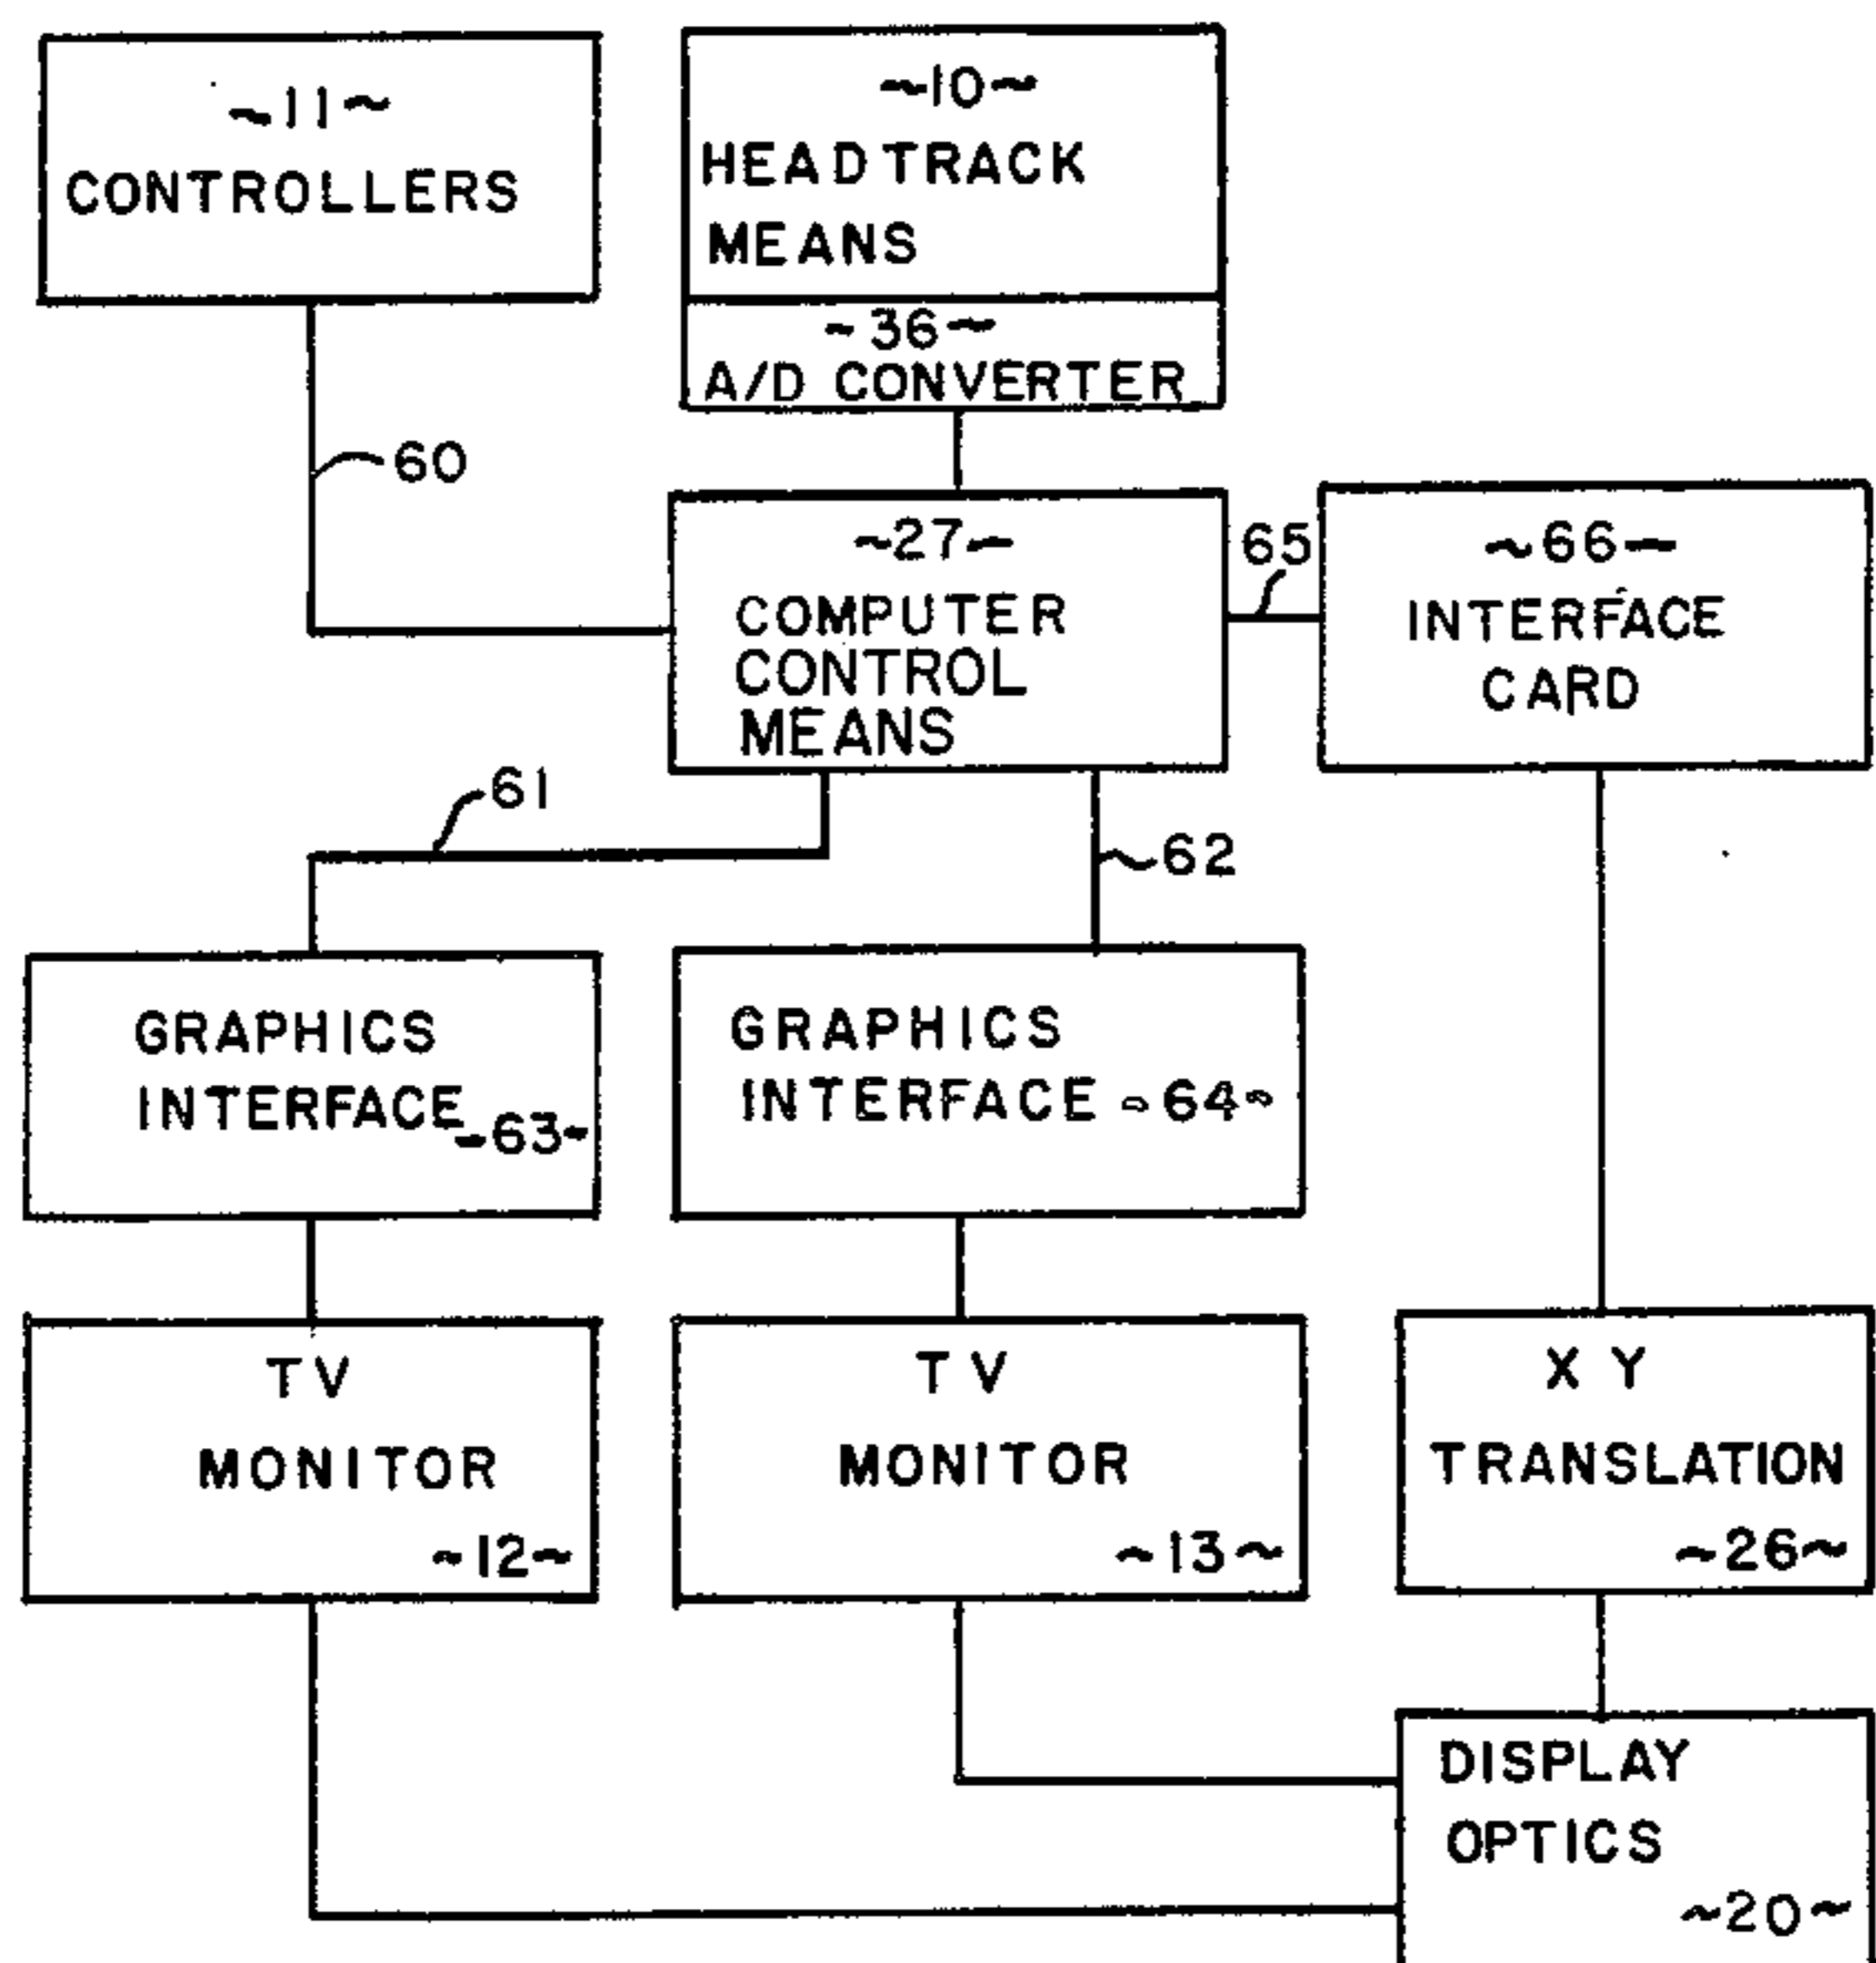 ~11~
CONTROLLERS
~10~
HEAD TRACK
MEANS
~36~
A/D CONVERTER
60
~27~
COMPUTER
CONTROL
MEANS
65
~66~
INTERFACE
CARD
61
62
GRAPHICS
INTERFACE ~63~
GRAPHICS
INTERFACE ~64~
TV
MONITOR
~12~
TV
MONITOR
~13~
X Y
TRANSLATION
~26~
DISPLAY
OPTICS
~20~